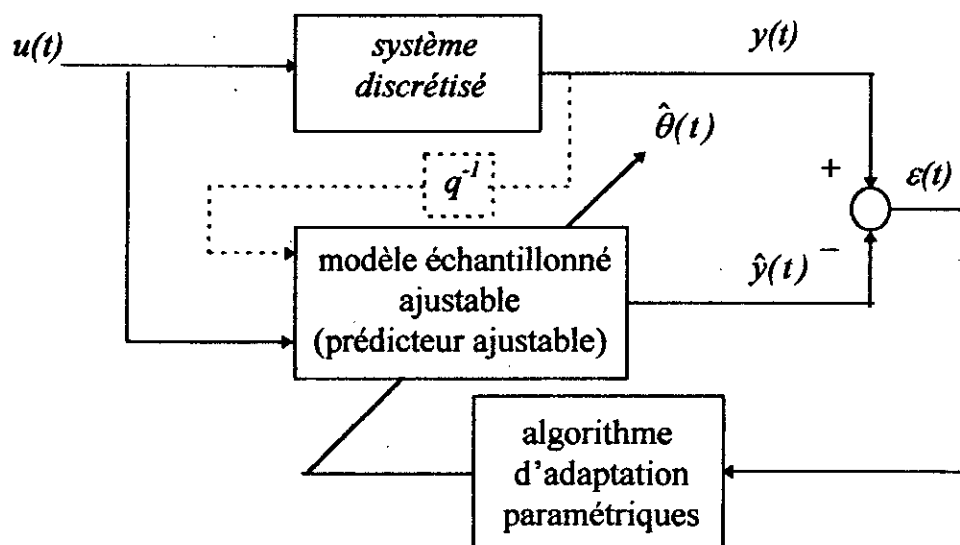 u(t)
système
discrétisé
y(t)
θ̂(t)
q⁻¹
+
ε(t)
modèle échantillonné
ajustable
(prédicteur ajustable)
ŷ(t)
−
algorithme
d'adaptation
paramétriques